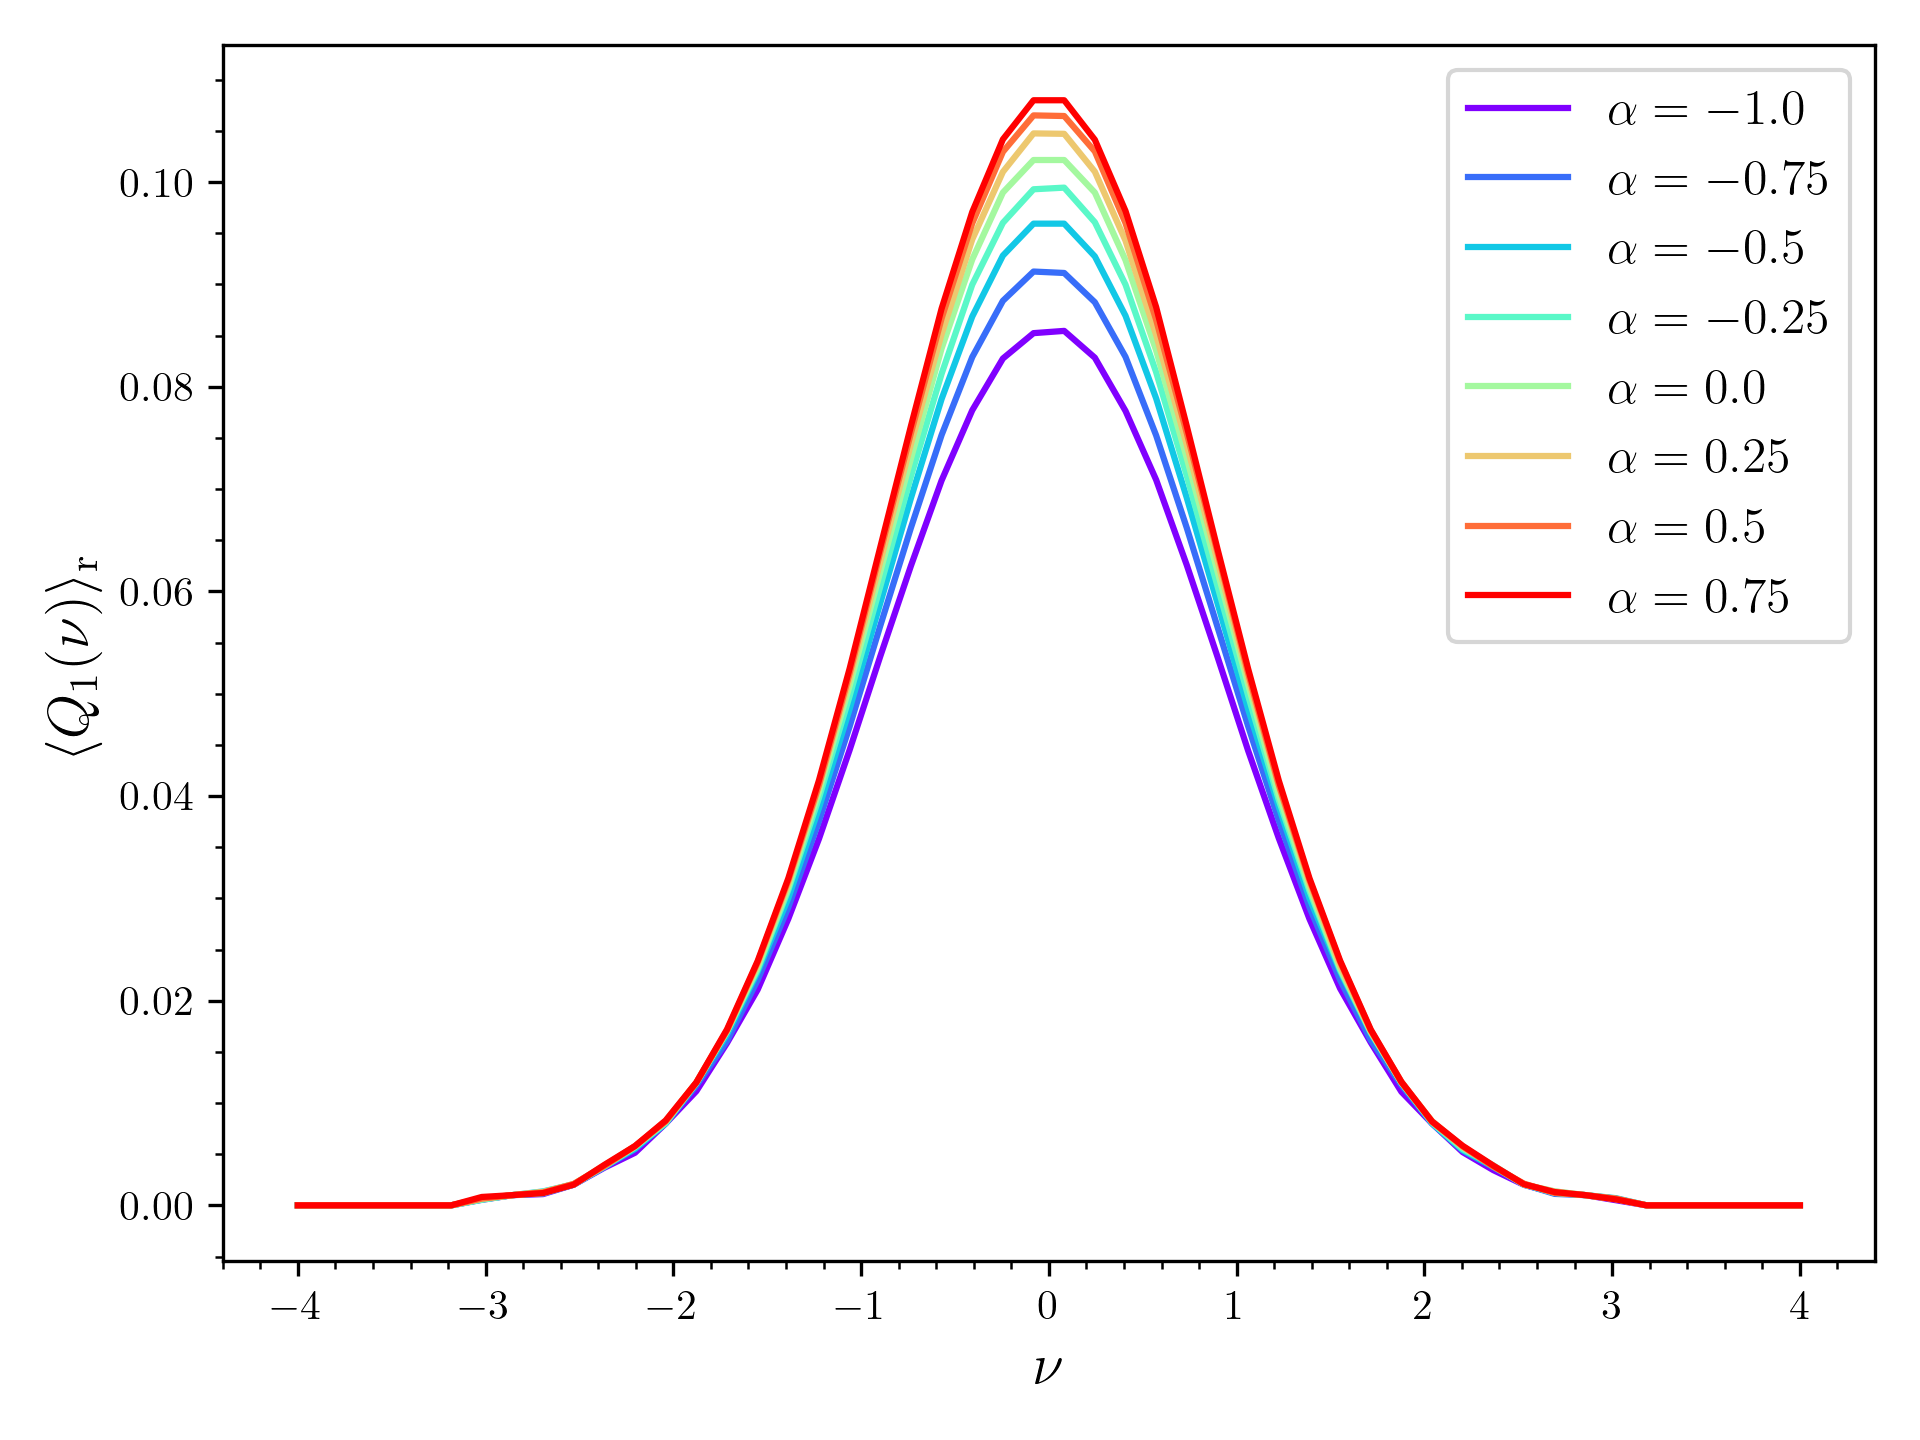 α = −1.0
α = −0.75
α = −0.5
α = −0.25
α = 0.0
α = 0.25
α = 0.5
α = 0.75
0.10
0.08
0.06
0.04
0.02
0.00
⟨Q₁(ν)⟩ᵣ
−4 −3 −2 −1 0 1 2 3 4
ν